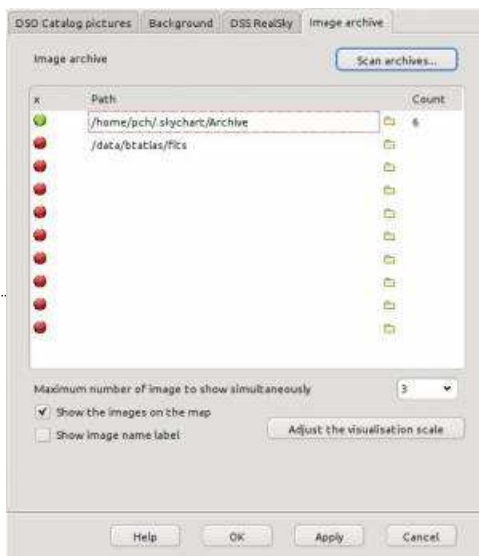 DSO Catalog pictures Background DSS RealSky Image archive
Image archive Scan archives...
x Path Count
/home/pch/.skychart/Archive 6
/data/btatlas/fits
Maximum number of image to show simultaneously 3
Show the images on the map
Show image name label Adjust the visualisation scale
Help OK Apply Cancel